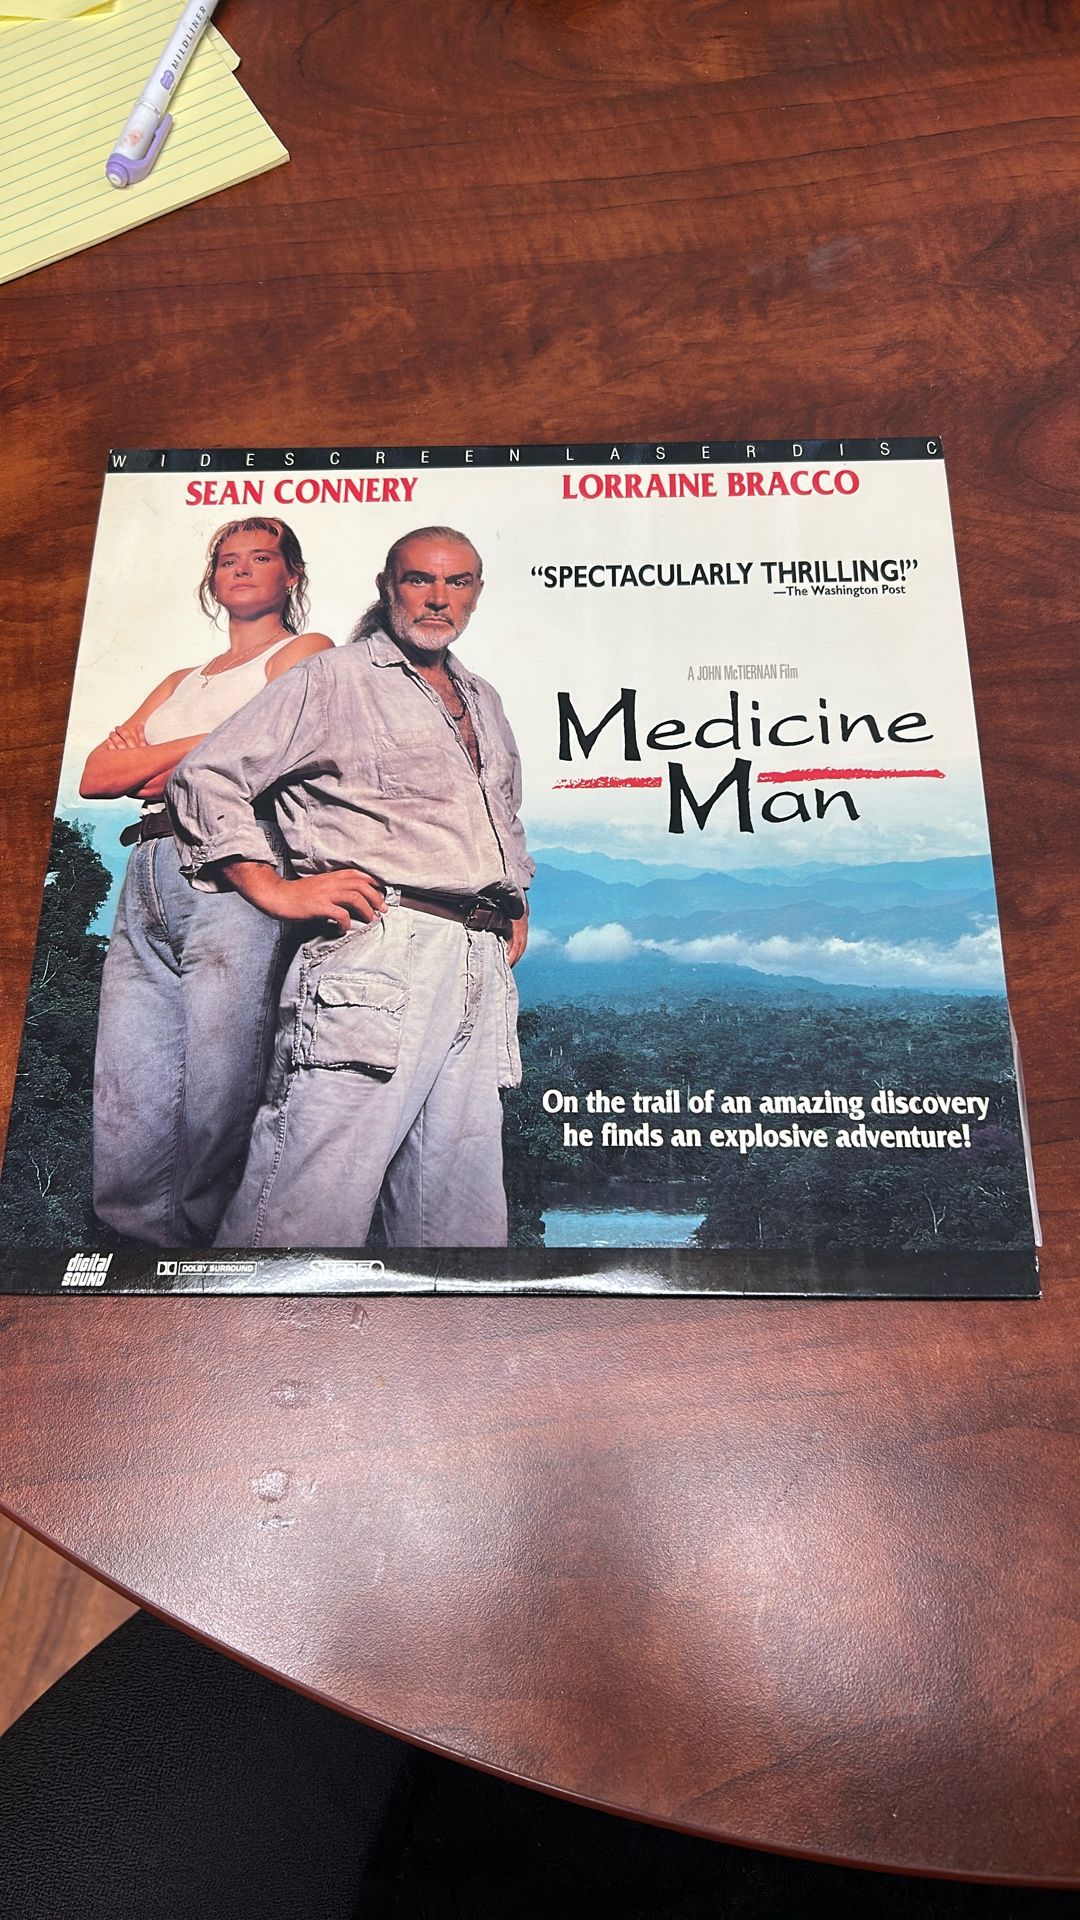 MILDLINER
WIDESCREEN LASERDISC
SEAN CONNERY LORRAINE BRACCO
“SPECTACULARLY THRILLING!”
—The Washington Post
A JOHN McTIERNAN Film
Medicine
Man
On the trail of an amazing discovery
he finds an explosive adventure!
digital
SOUND
DOLBY SURROUND
STEREO